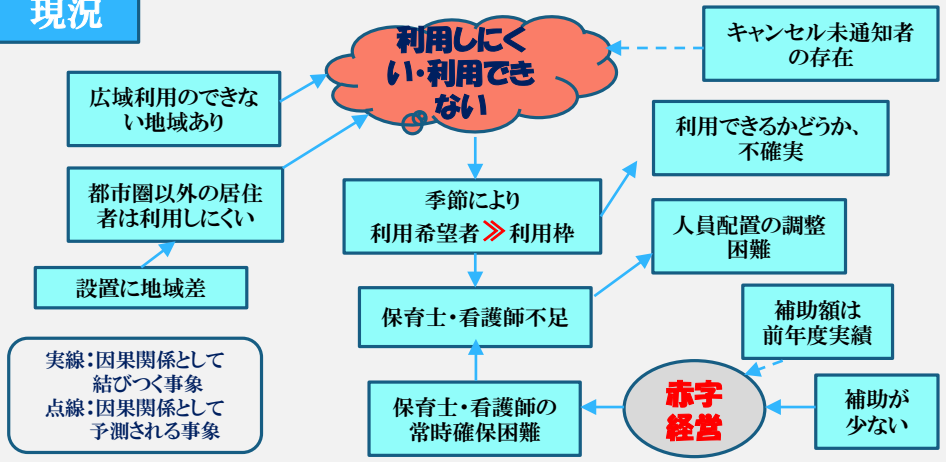 現況
利用しにく
い・利用でき
ない
キャンセル未通知者
の存在
広域利用のできな
い地域あり
利用できるかどうか、
不確実
都市圏以外の居住
者は利用しにくい
季節により
利用希望者≫利用枠
人員配置の調整
困難
設置に地域差
保育士・看護師不足
補助額は
前年度実績
実線：因果関係として
結びつく事象
点線：因果関係として
予測される事象
保育士・看護師の
常時確保困難
赤字
経営
補助が
少ない